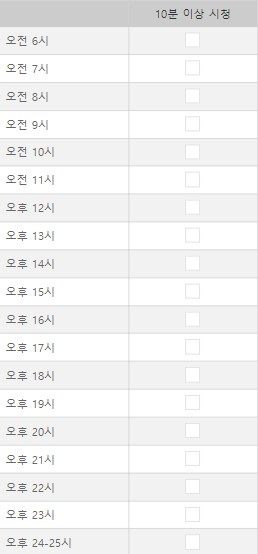 10분 이상 시청
오전 6시
오전 7시
오전 8시
오전 9시
오전 10시
오전 11시
오후 12시
오후 13시
오후 14시
오후 15시
오후 16시
오후 17시
오후 18시
오후 19시
오후 20시
오후 21시
오후 22시
오후 23시
오후 24-25시